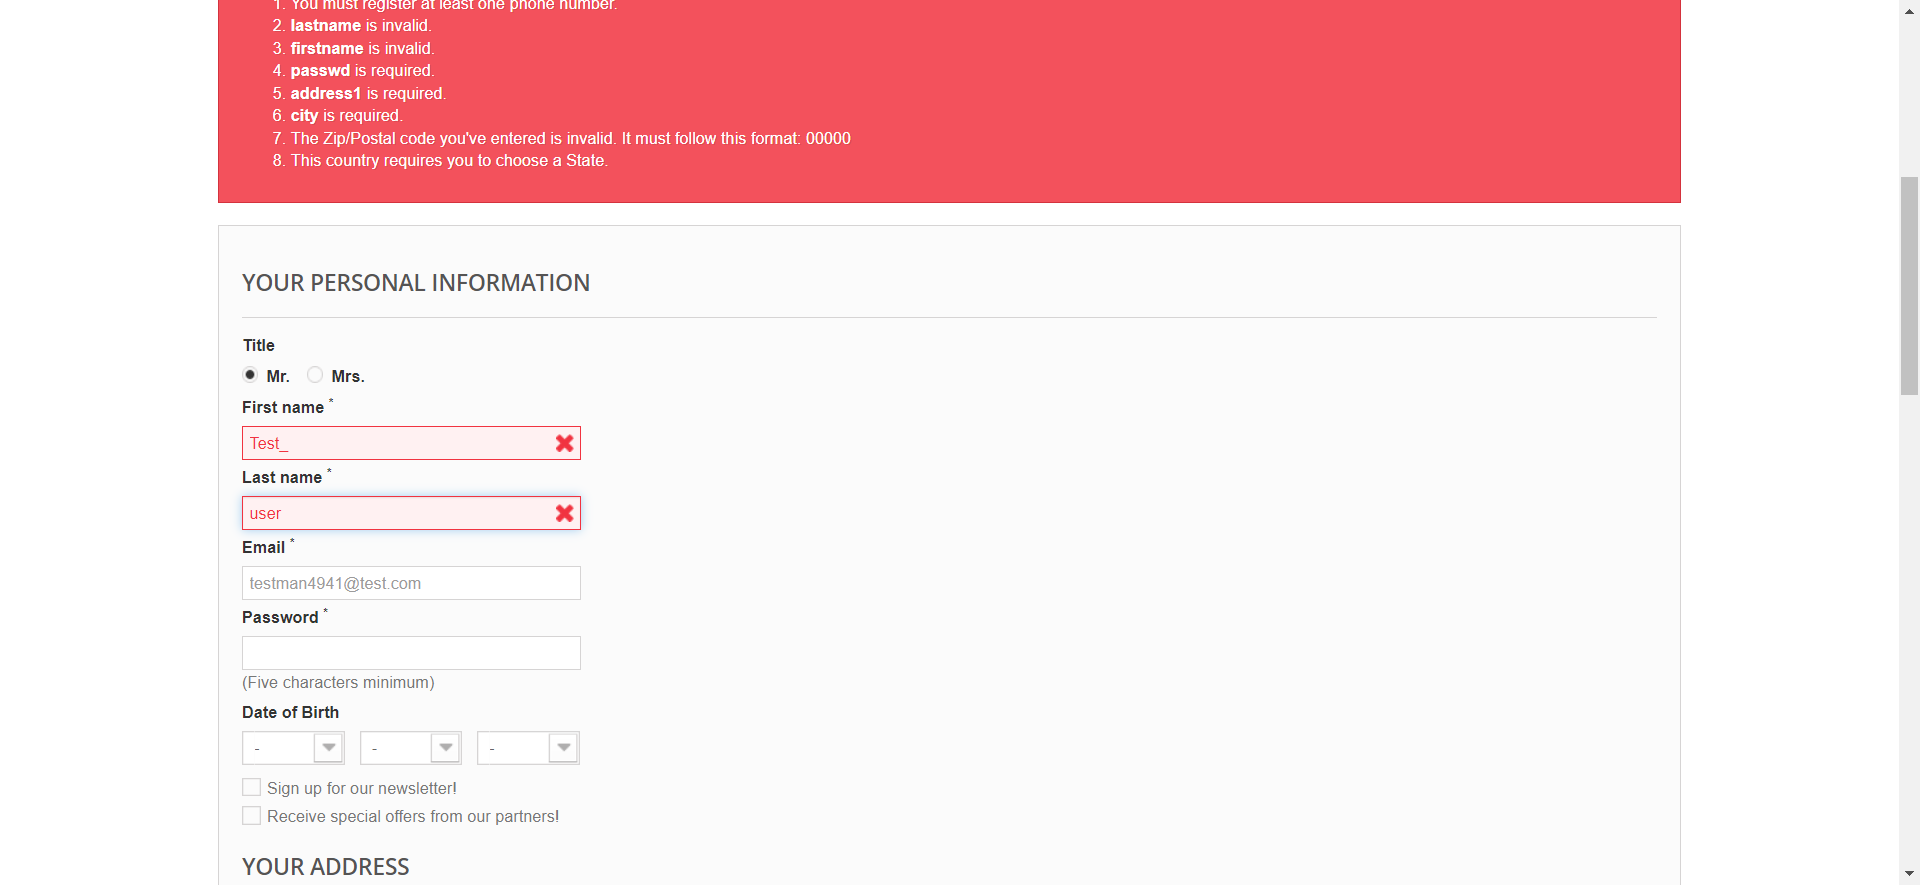 1. You must register at least one phone number.
2. lastname is invalid.
3. firstname is invalid.
4. passwd is required.
5. address1 is required.
6. city is required.
7. The Zip/Postal code you've entered is invalid. It must follow this format: 00000
8. This country requires you to choose a State.
YOUR PERSONAL INFORMATION
Title
Mr. Mrs.
First name *
Test_
Last name *
user
Email *
testman4941@test.com
Password *
(Five characters minimum)
Date of Birth
- - -
Sign up for our newsletter!
Receive special offers from our partners!
YOUR ADDRESS